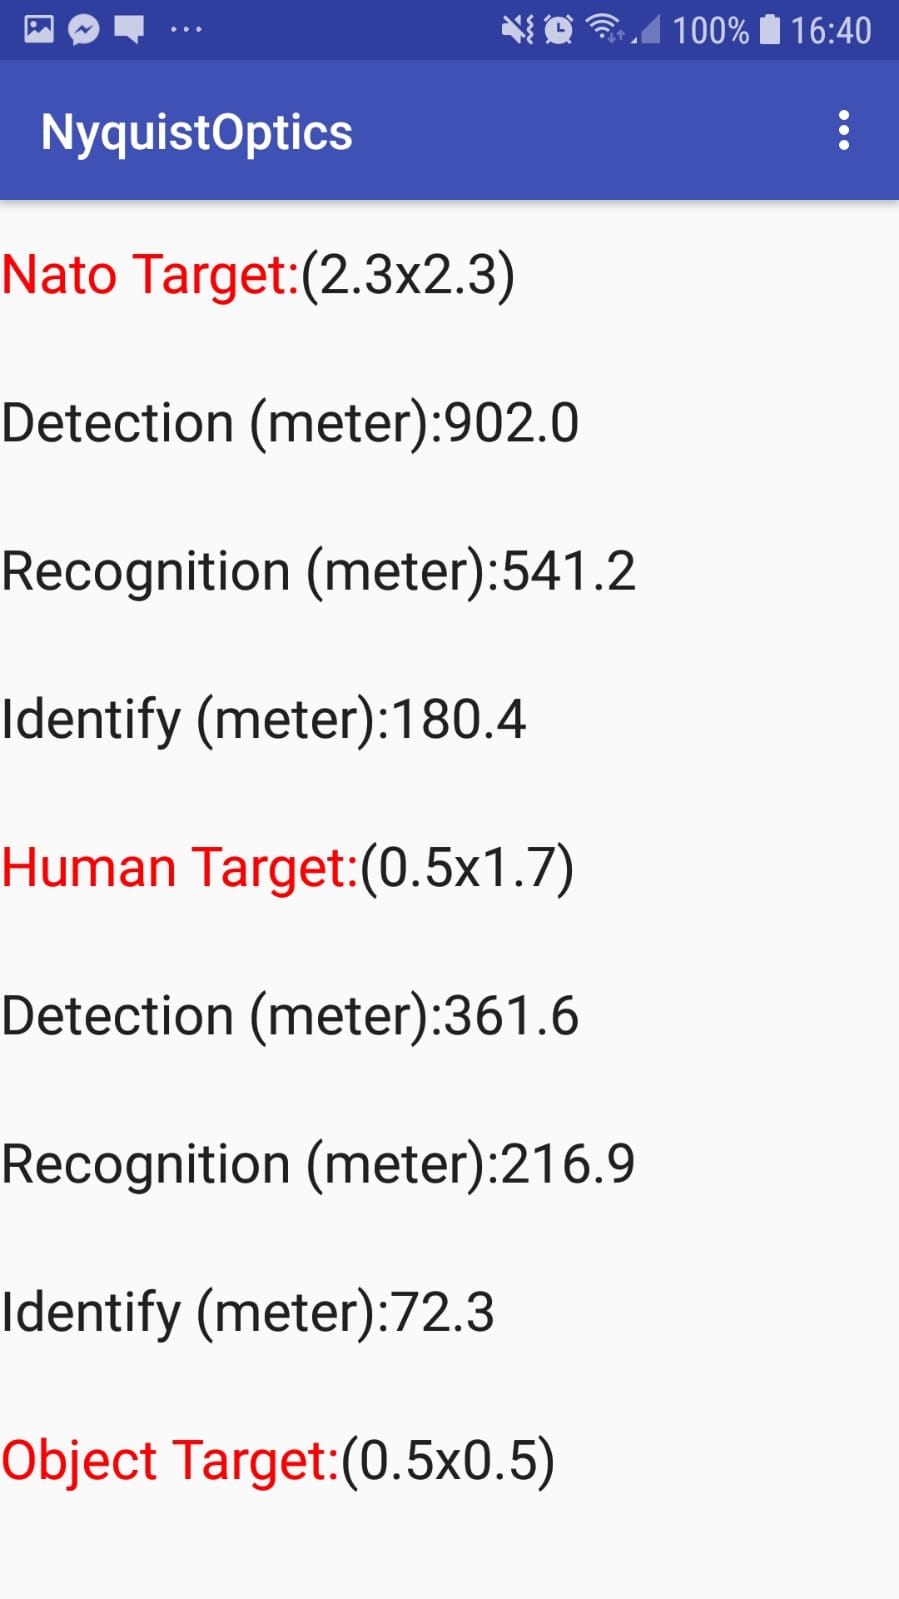 100% 16:40
NyquistOptics
Nato Target:(2.3x2.3)
Detection (meter):902.0
Recognition (meter):541.2
Identify (meter):180.4
Human Target:(0.5x1.7)
Detection (meter):361.6
Recognition (meter):216.9
Identify (meter):72.3
Object Target:(0.5x0.5)